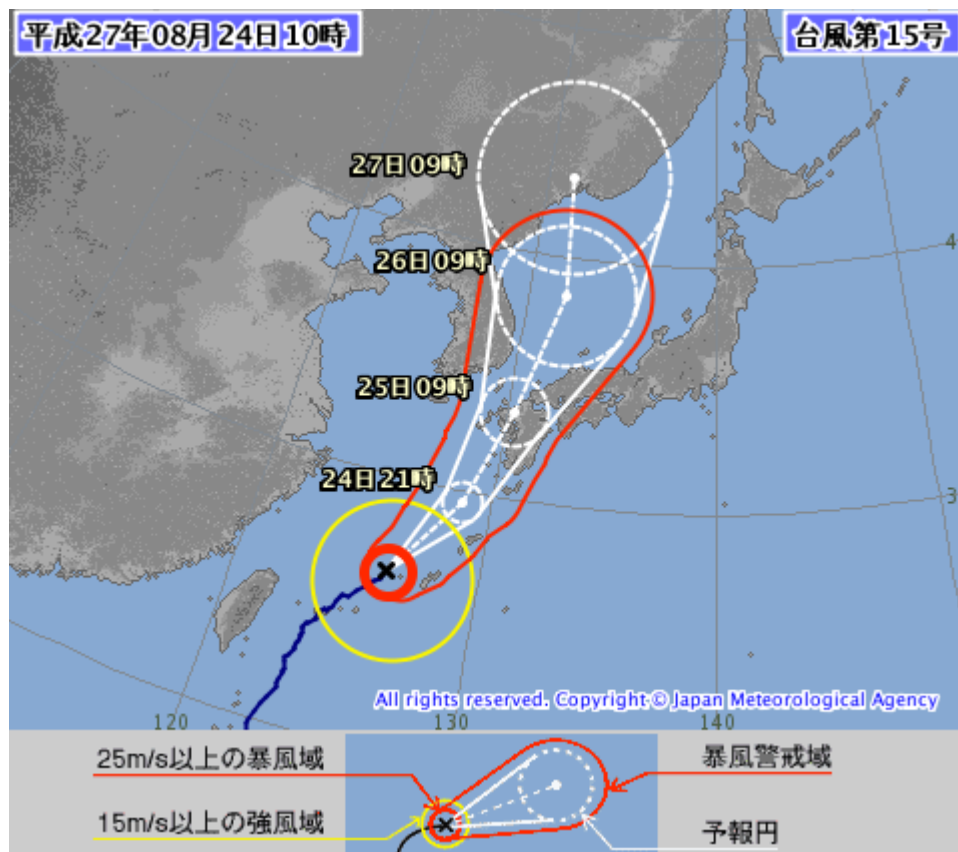 平成27年08月24日10時
台風第15号
27日09時
26日09時
4
25日09時
24日21時
3
All rights reserved. Copyright © Japan Meteorological Agency
120
130
140
25m/s以上の暴風域
暴風警戒域
15m/s以上の強風域
予報円